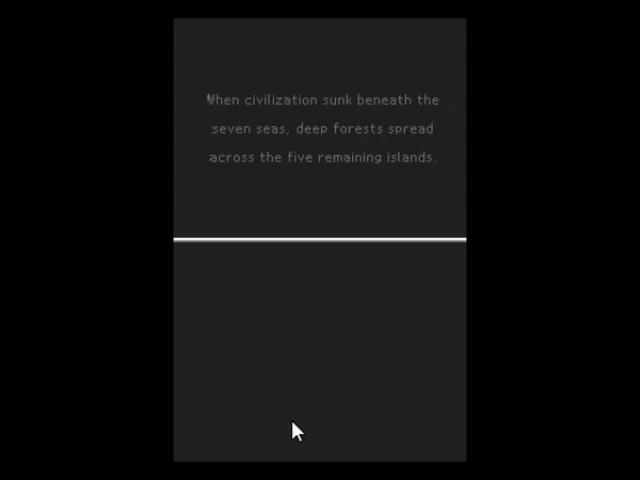 When civilization sunk beneath the
seven seas, deep forests spread
across the five remaining islands.